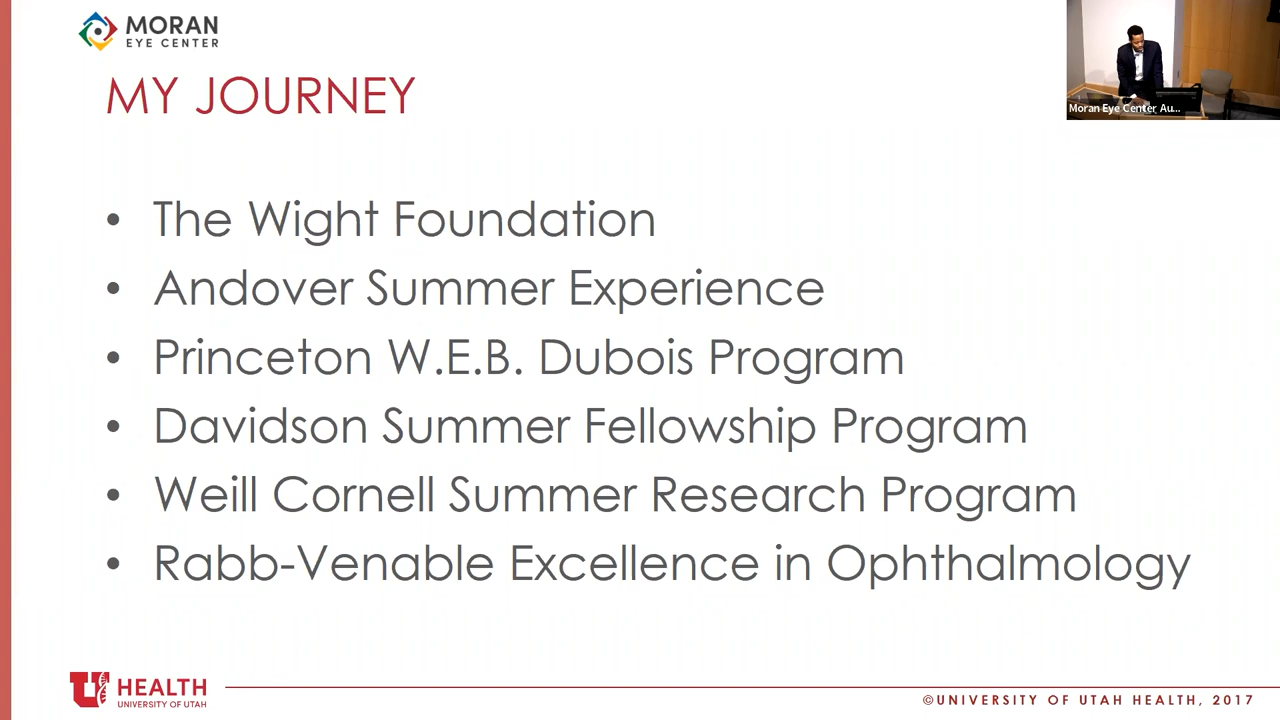 MORAN
EYE CENTER
Moran Eye Center Au...
MY JOURNEY
• The Wight Foundation
• Andover Summer Experience
• Princeton W.E.B. Dubois Program
• Davidson Summer Fellowship Program
• Weill Cornell Summer Research Program
• Rabb-Venable Excellence in Ophthalmology
U HEALTH
UNIVERSITY OF UTAH
©UNIVERSITY OF UTAH HEALTH, 2017